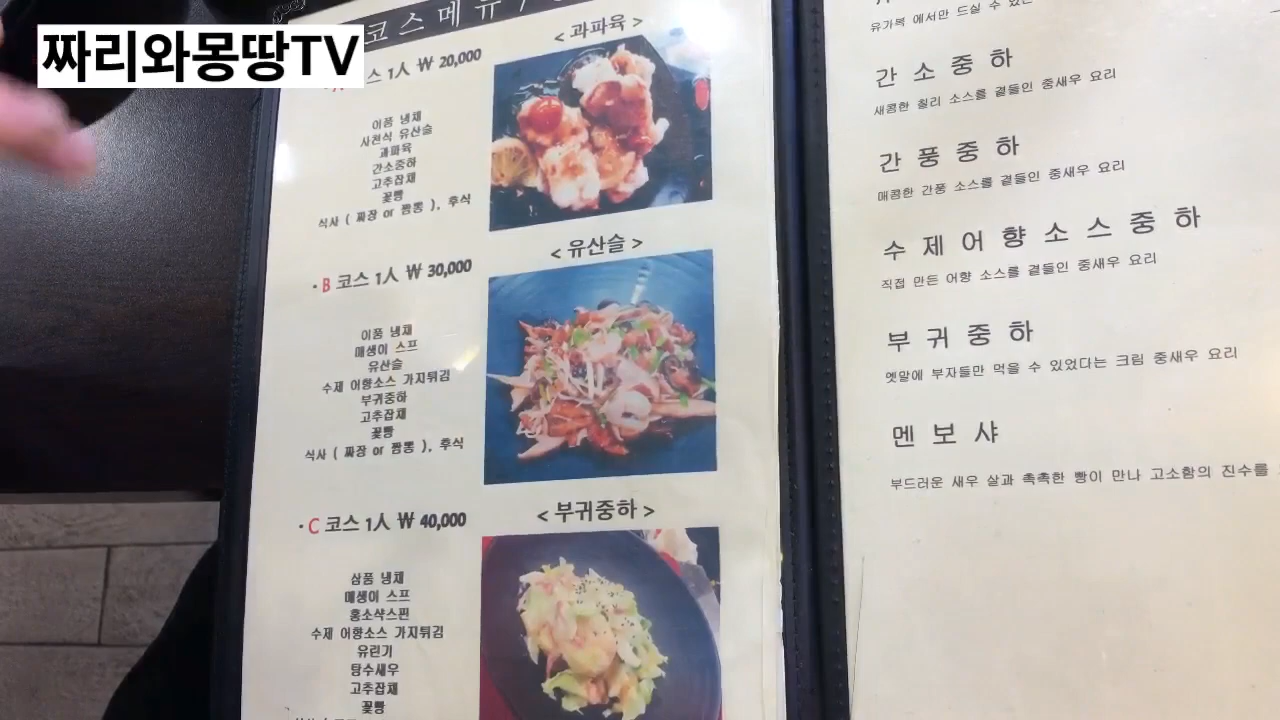 짜리와몽땅TV
코스메뉴
코스 1人 ₩ 20,000
이품 냉채
사천식 유산슬
과파육
간소중하
고추잡채
꽃빵
식사 ( 짜장 or 짬뽕 ), 후식
< 과파육 >
· B 코스 1人 ₩ 30,000
이품 냉채
매생이 스프
유산슬
수제 어향소스 가지튀김
부귀중하
고추잡채
꽃빵
식사 ( 짜장 or 짬뽕 ), 후식
< 유산슬 >
· C 코스 1人 ₩ 40,000
삼품 냉채
매생이 스프
홍소샥스핀
수제 어향소스 가지튀김
유린기
탕수새우
고추잡채
꽃빵
< 부귀중하 >
유가복 에서만 드실 수 있는
간 소 중 하
새콤한 칠리 소스를 곁들인 중새우 요리
간 풍 중 하
매콤한 간풍 소스를 곁들인 중새우 요리
수 제 어 향 소 스 중 하
직접 만든 어향 소스를 곁들인 중새우 요리
부 귀 중 하
옛말에 부자들만 먹을 수 있었다는 크림 중새우 요리
멘 보 샤
부드러운 새우 살과 촉촉한 빵이 만나 고소함의 진수를